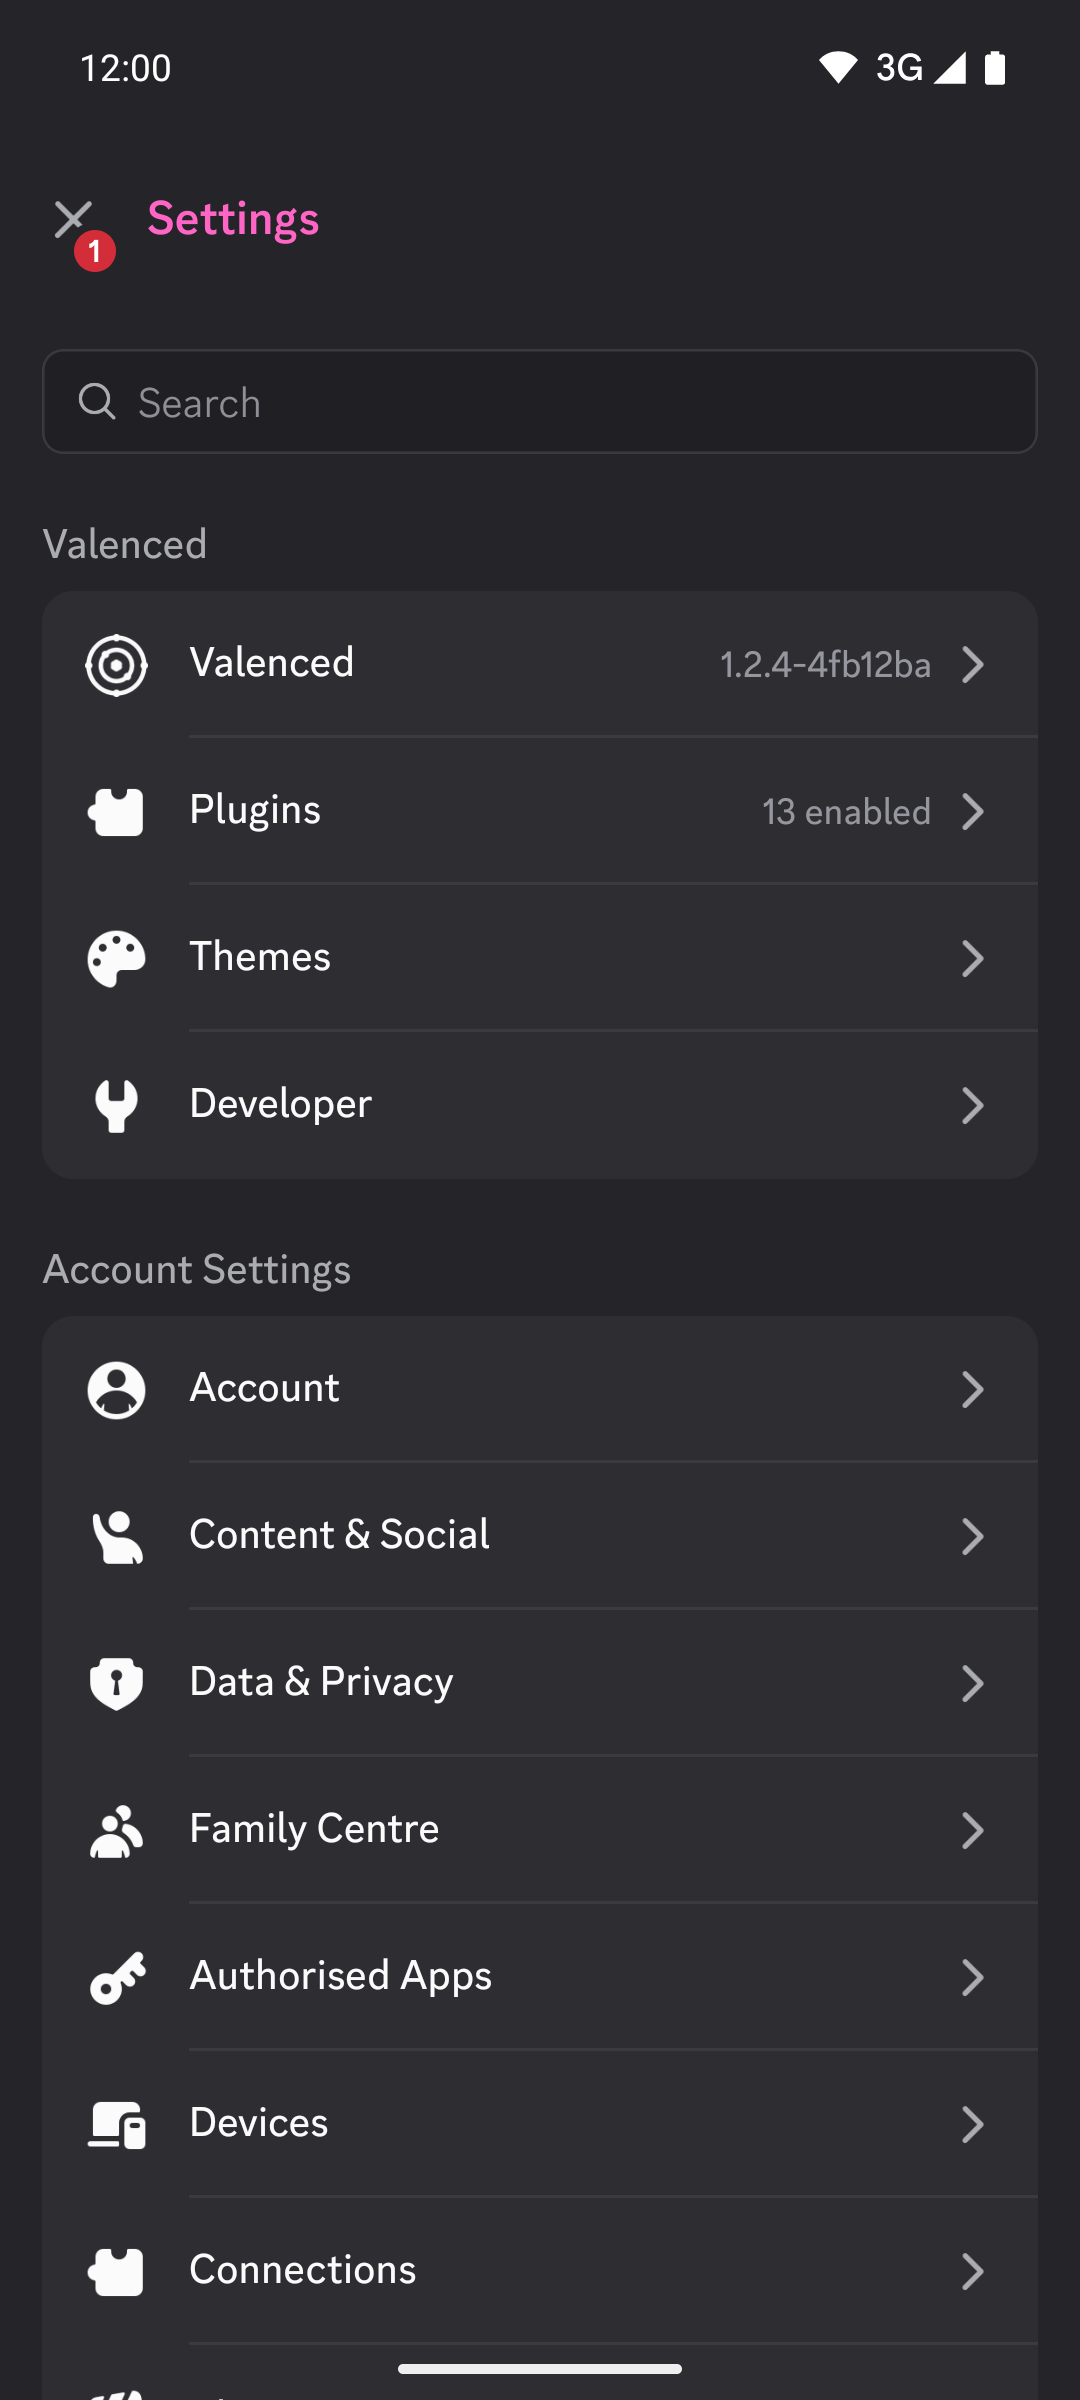 12:00
3G
Settings
1
Search
Valenced
Valenced
1.2.4-4fb12ba
Plugins
13 enabled
Themes
Developer
Account Settings
Account
Content & Social
Data & Privacy
Family Centre
Authorised Apps
Devices
Connections